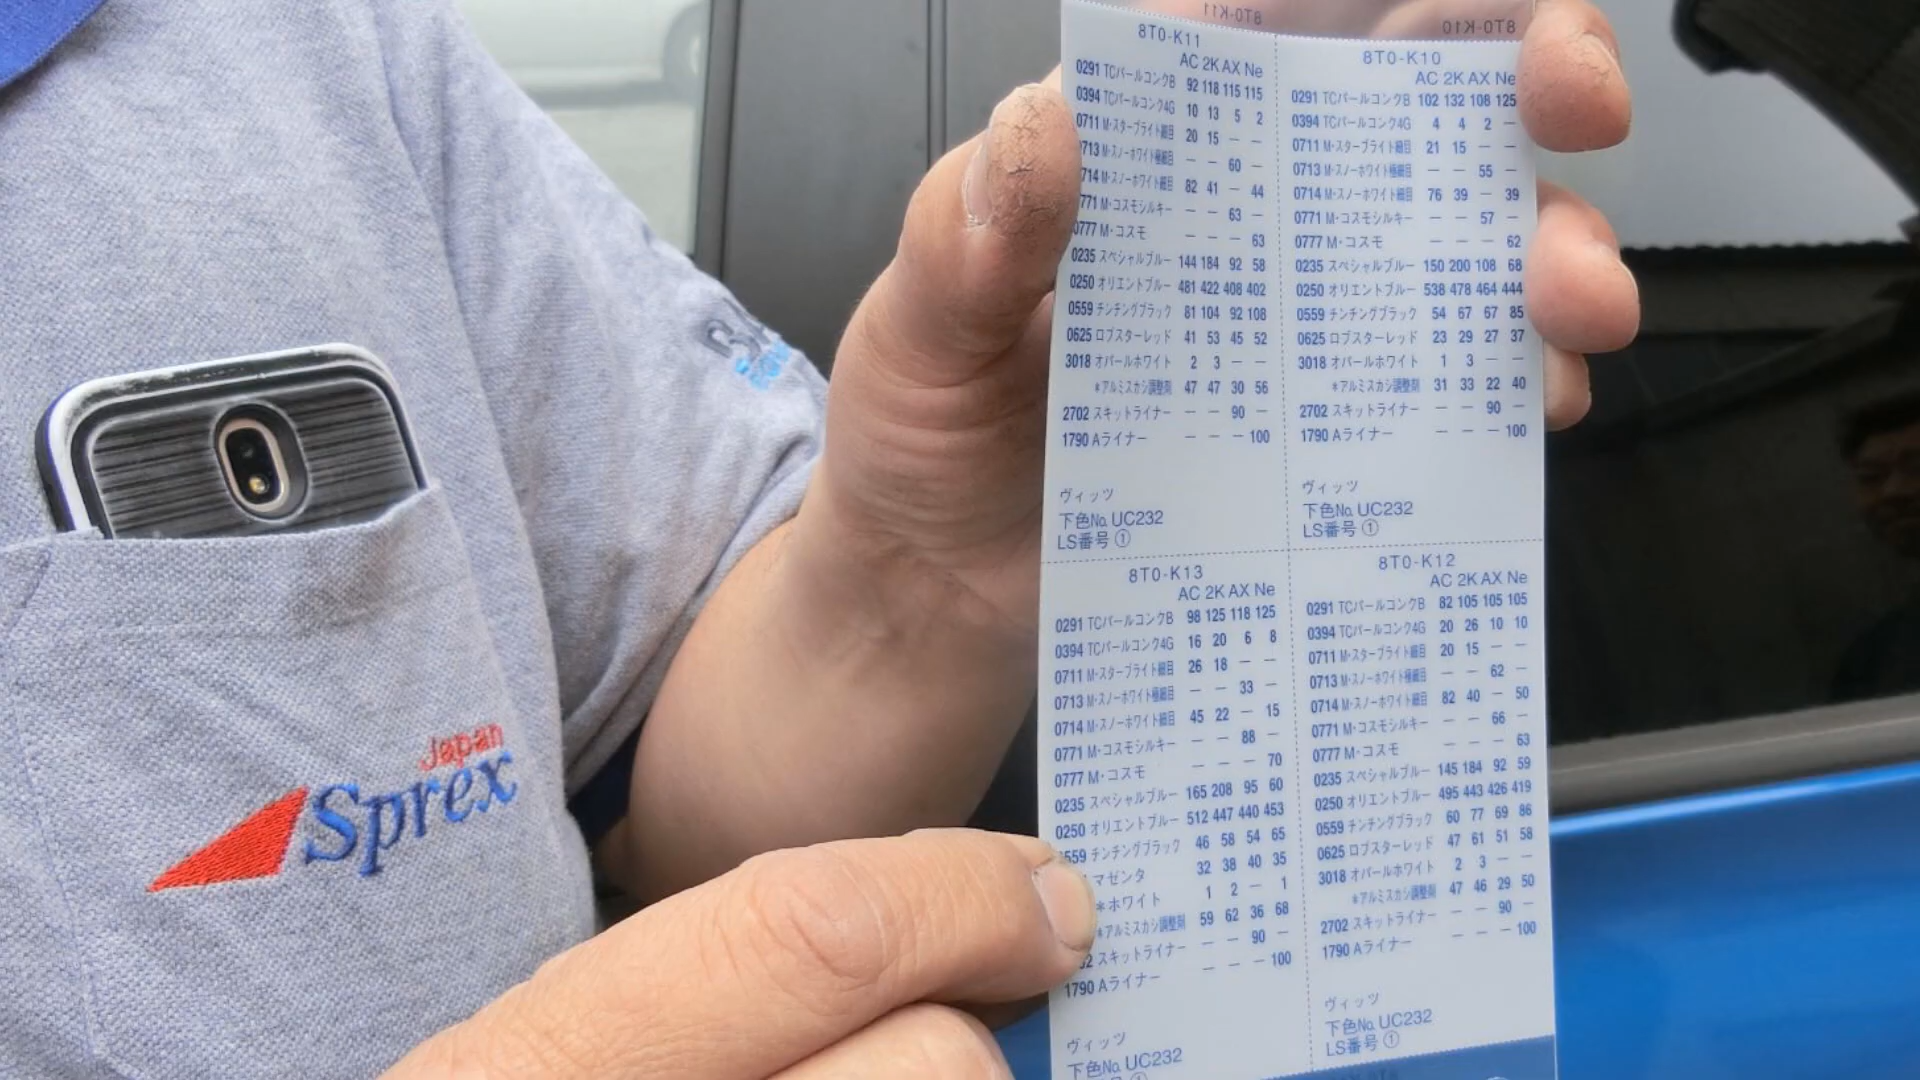 8T0-K11
AC 2K AX Ne
0291 TCパールコンクB 92 118 115 115
0394 TCパールコンク4G 10 13 5 2
0711 M・スターブライト細目 20 15 — —
713 M・スノーホワイト極細目 — — 60 —
714 M・スノーホワイト細目 82 41 — 44
771 M・コスモシルキー — — 63 —
0777 M・コスモ — — — 63
0235 スペシャルブルー 144 184 92 58
0250 オリエントブルー 481 422 408 402
0559 チンチングブラック 81 104 92 108
0625 ロブスターレッド 41 53 45 52
3018 オパールホワイト 2 3 — —
*アルミスカシ調整剤 47 47 30 56
2702 スキットライナー — — 90 —
1790 Aライナー — — — 100
ヴィッツ
下色No. UC232
LS番号 ①
8T0-K10
AC 2K AX Ne
0291 TCパールコンクB 102 132 108 125
0394 TCパールコンク4G 4 4 2 —
0711 M・スターブライト細目 21 15 — —
0713 M・スノーホワイト極細目 — — 55 —
0714 M・スノーホワイト細目 76 39 — 39
0771 M・コスモシルキー — — 57 —
0777 M・コスモ — — — 62
0235 スペシャルブルー 150 200 108 68
0250 オリエントブルー 538 478 464 444
0559 チンチングブラック 54 67 67 85
0625 ロブスターレッド 23 29 27 37
3018 オパールホワイト 1 3 — —
*アルミスカシ調整剤 31 33 22 40
2702 スキットライナー — — 90 —
1790 Aライナー — — — 100
ヴィッツ
下色No. UC232
LS番号 ①
8T0-K13
AC 2K AX Ne
0291 TCパールコンクB 98 125 118 125
0394 TCパールコンク4G 16 20 6 8
0711 M・スターブライト細目 26 18 — —
0713 M・スノーホワイト極細目 — — 33 —
0714 M・スノーホワイト細目 45 22 — 15
0771 M・コスモシルキー — — 88 —
0777 M・コスモ — — — 70
0235 スペシャルブルー 165 208 95 60
0250 オリエントブルー 512 447 440 453
559 チンチングブラック 46 58 54 65
マゼンタ 32 38 40 35
*ホワイト 1 2 — 1
*アルミスカシ調整剤 59 62 36 68
2 スキットライナー — — 90 —
1790 Aライナー — — — 100
ヴィッツ
下色No. UC232
8T0-K12
AC 2K AX Ne
0291 TCパールコンクB 82 105 105 105
0394 TCパールコンク4G 20 26 10 10
0711 M・スターブライト細目 20 15 — —
0713 M・スノーホワイト極細目 — — 62 —
0714 M・スノーホワイト細目 82 40 — 50
0771 M・コスモシルキー — — 66 —
0777 M・コスモ — — — 63
0235 スペシャルブルー 145 184 92 59
0250 オリエントブルー 495 443 426 419
0559 チンチングブラック 60 77 69 86
0625 ロブスターレッド 47 61 51 58
3018 オパールホワイト 2 3 — —
*アルミスカシ調整剤 47 46 29 50
2702 スキットライナー — — 90 —
1790 Aライナー — — — 100
ヴィッツ
下色No. UC232
LS番号 ①
Japan
Sprex